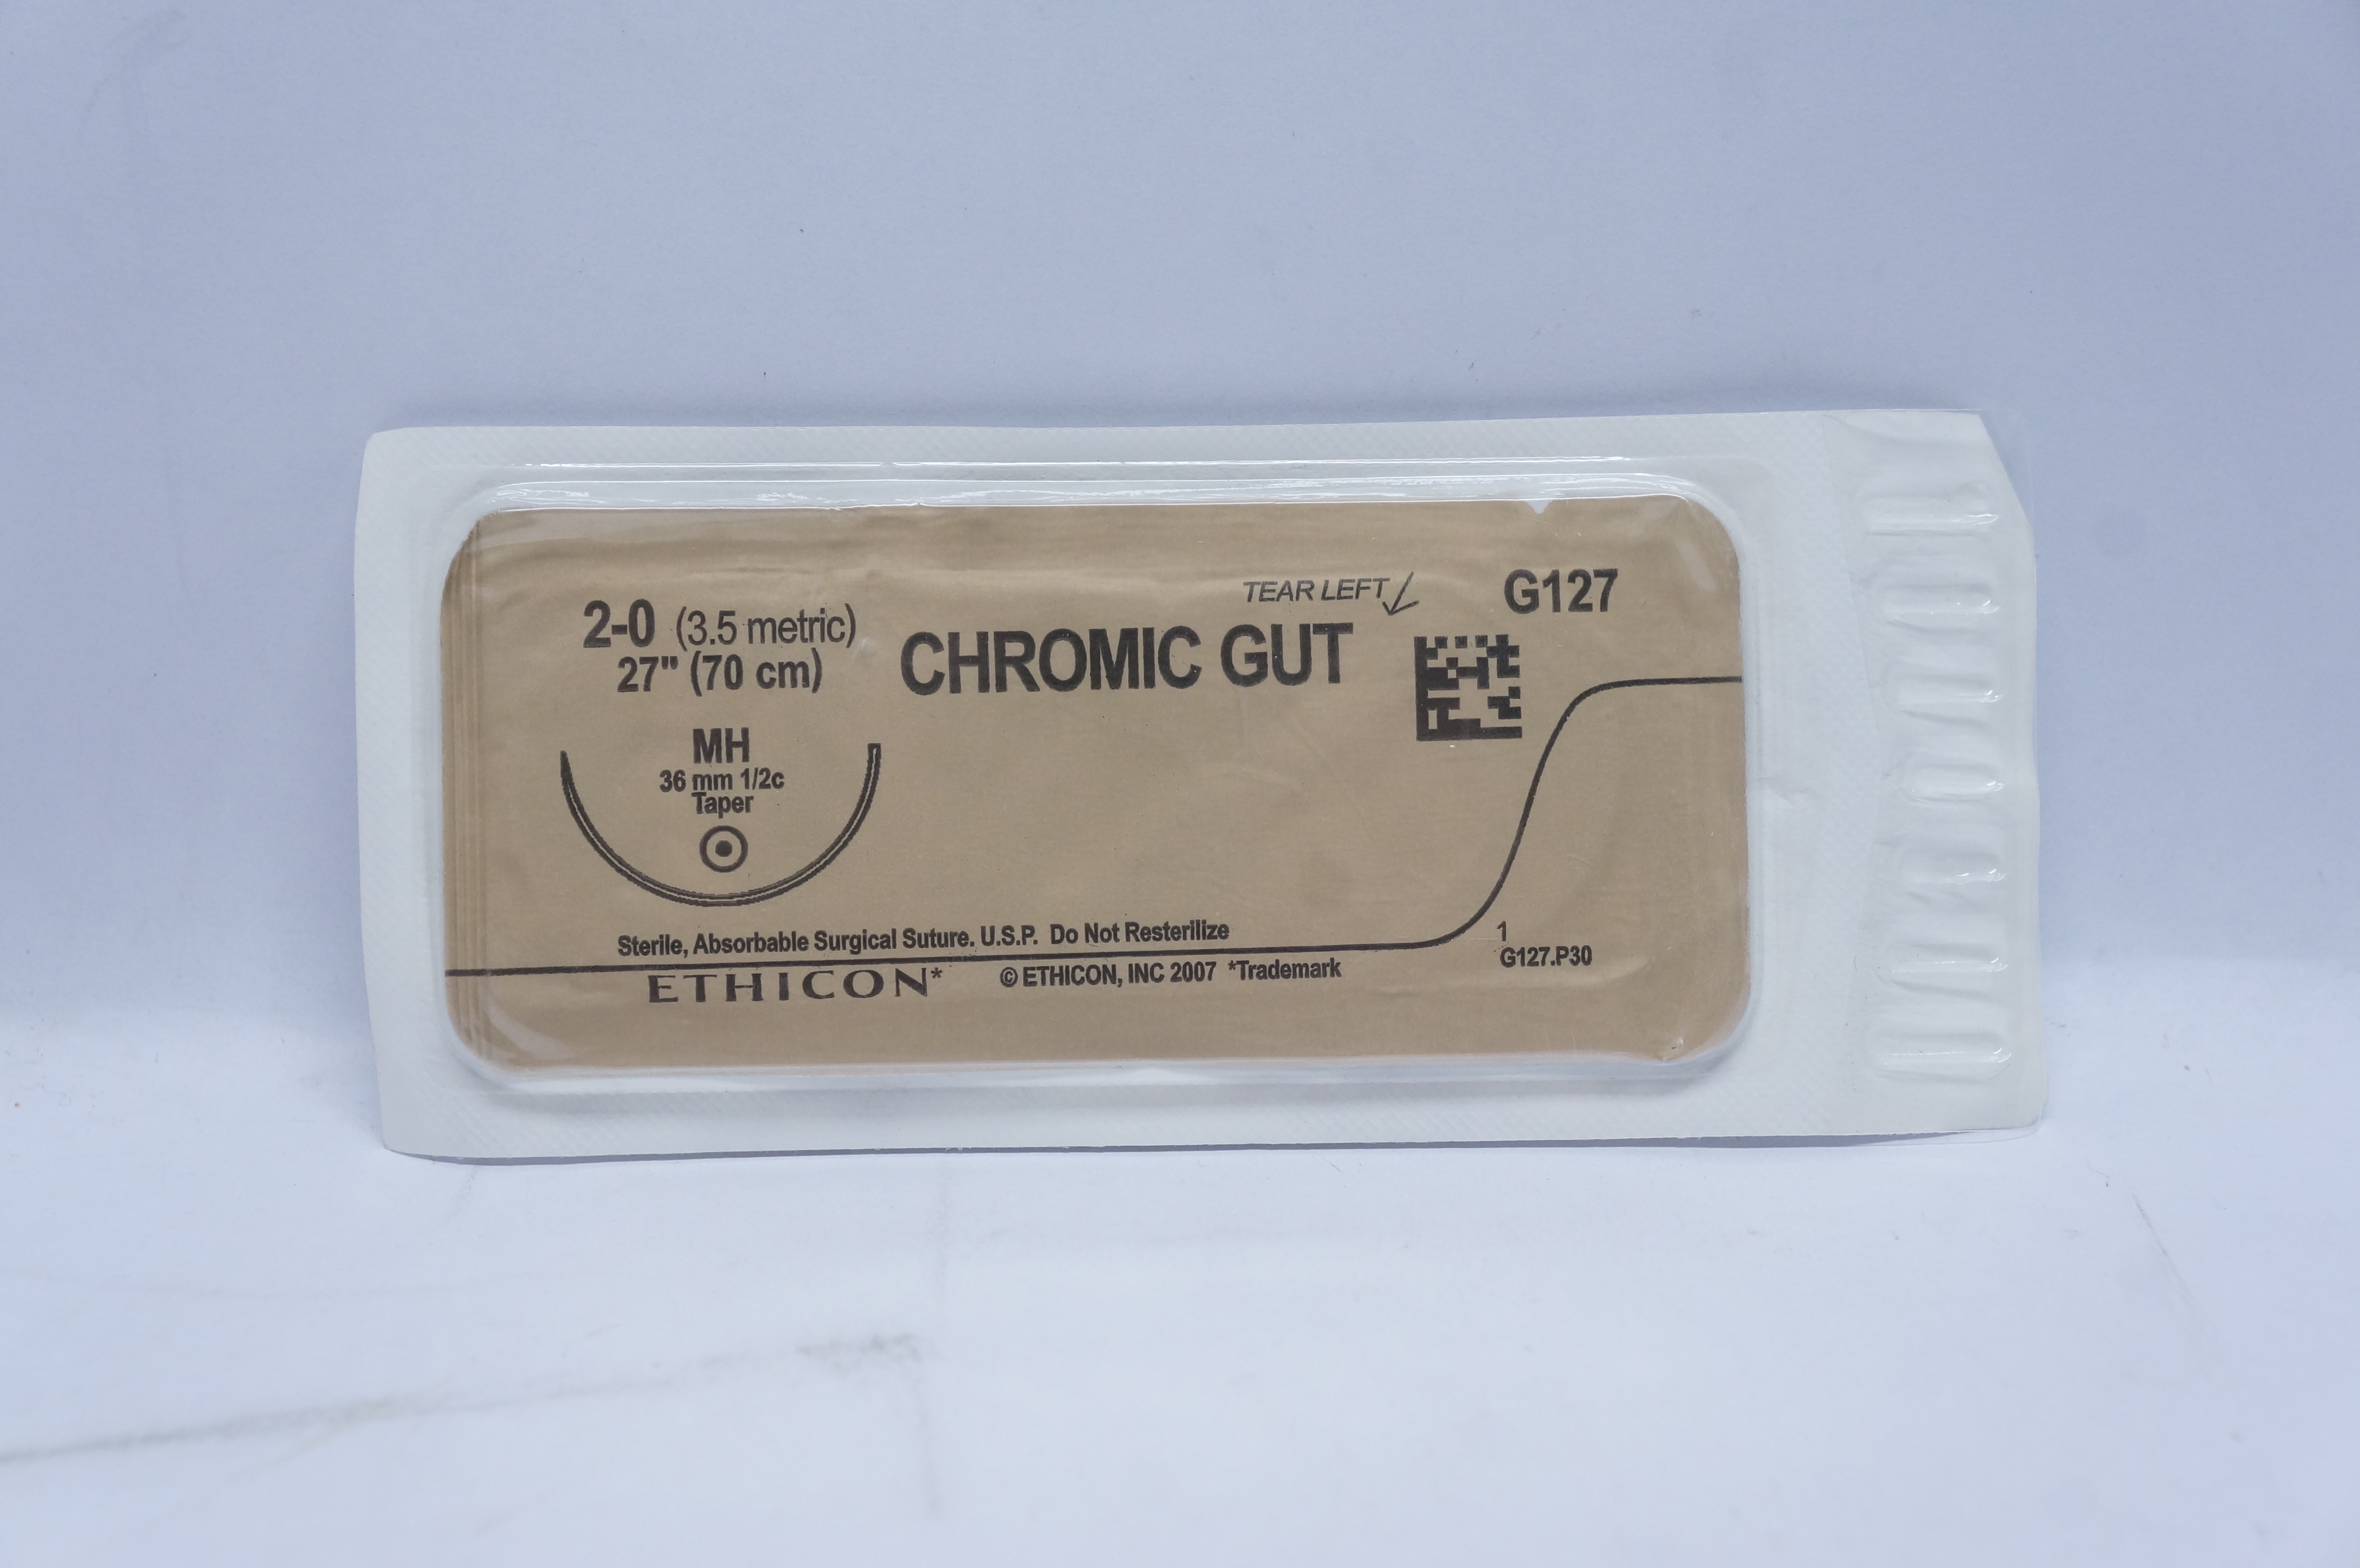 2-0 (3.5 metric)
27" (70 cm)
CHROMIC GUT
TEAR LEFT
G127
MH
36 mm 1/2c
Taper
Sterile, Absorbable Surgical Suture. U.S.P. Do Not Resterilize
ETHICON*
© ETHICON, INC 2007 *Trademark
1
G127.P30